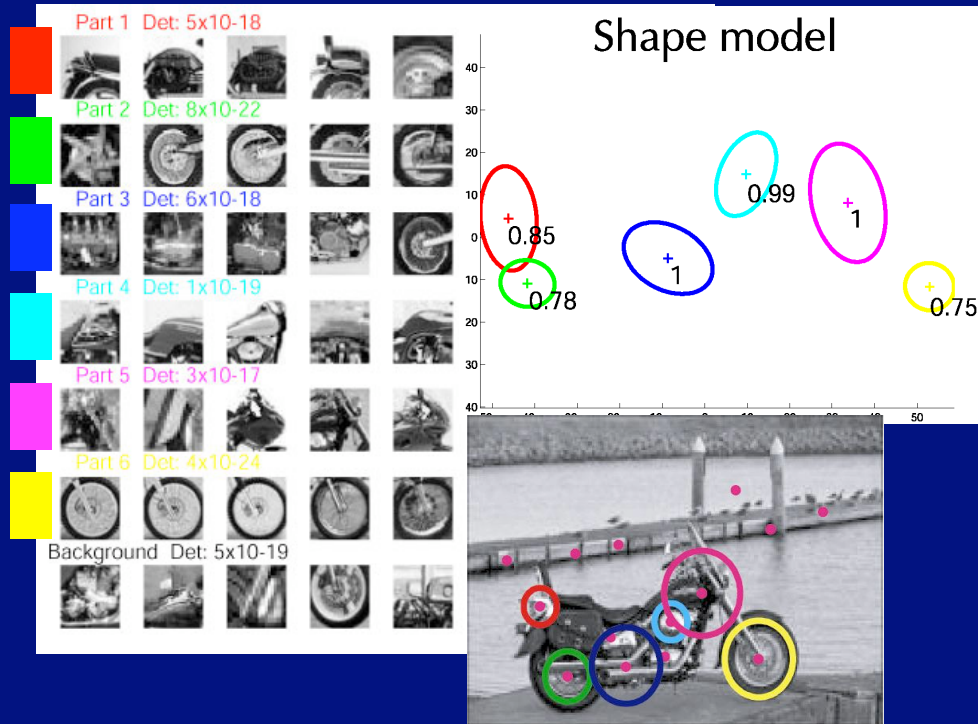 Part 1 Det: 5x10-18
Part 2 Det: 8x10-22
Part 3 Det: 6x10-18
Part 4 Det: 1x10-19
Part 5 Det: 3x10-17
Part 6 Det: 4x10-24
Background Det: 5x10-19
Shape model
40
30
20
10
0
10
20
30
40
0.85
0.78
1
0.99
1
0.75
50